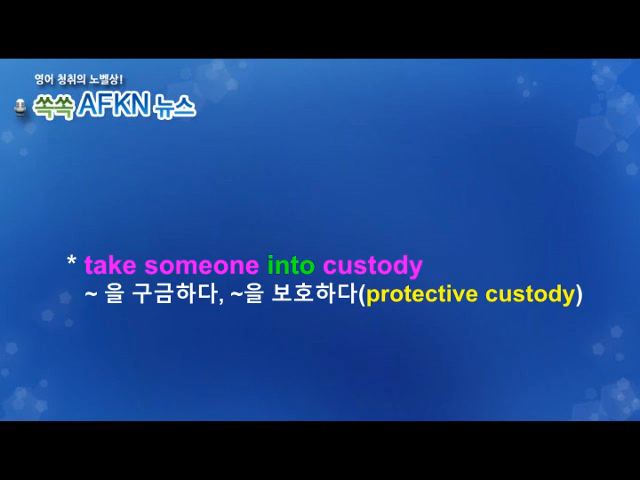 영어 청취의 노벨상!
쏙쏙 AFKN 뉴스
* take someone into custody
~ 을 구금하다, ~을 보호하다(protective custody)